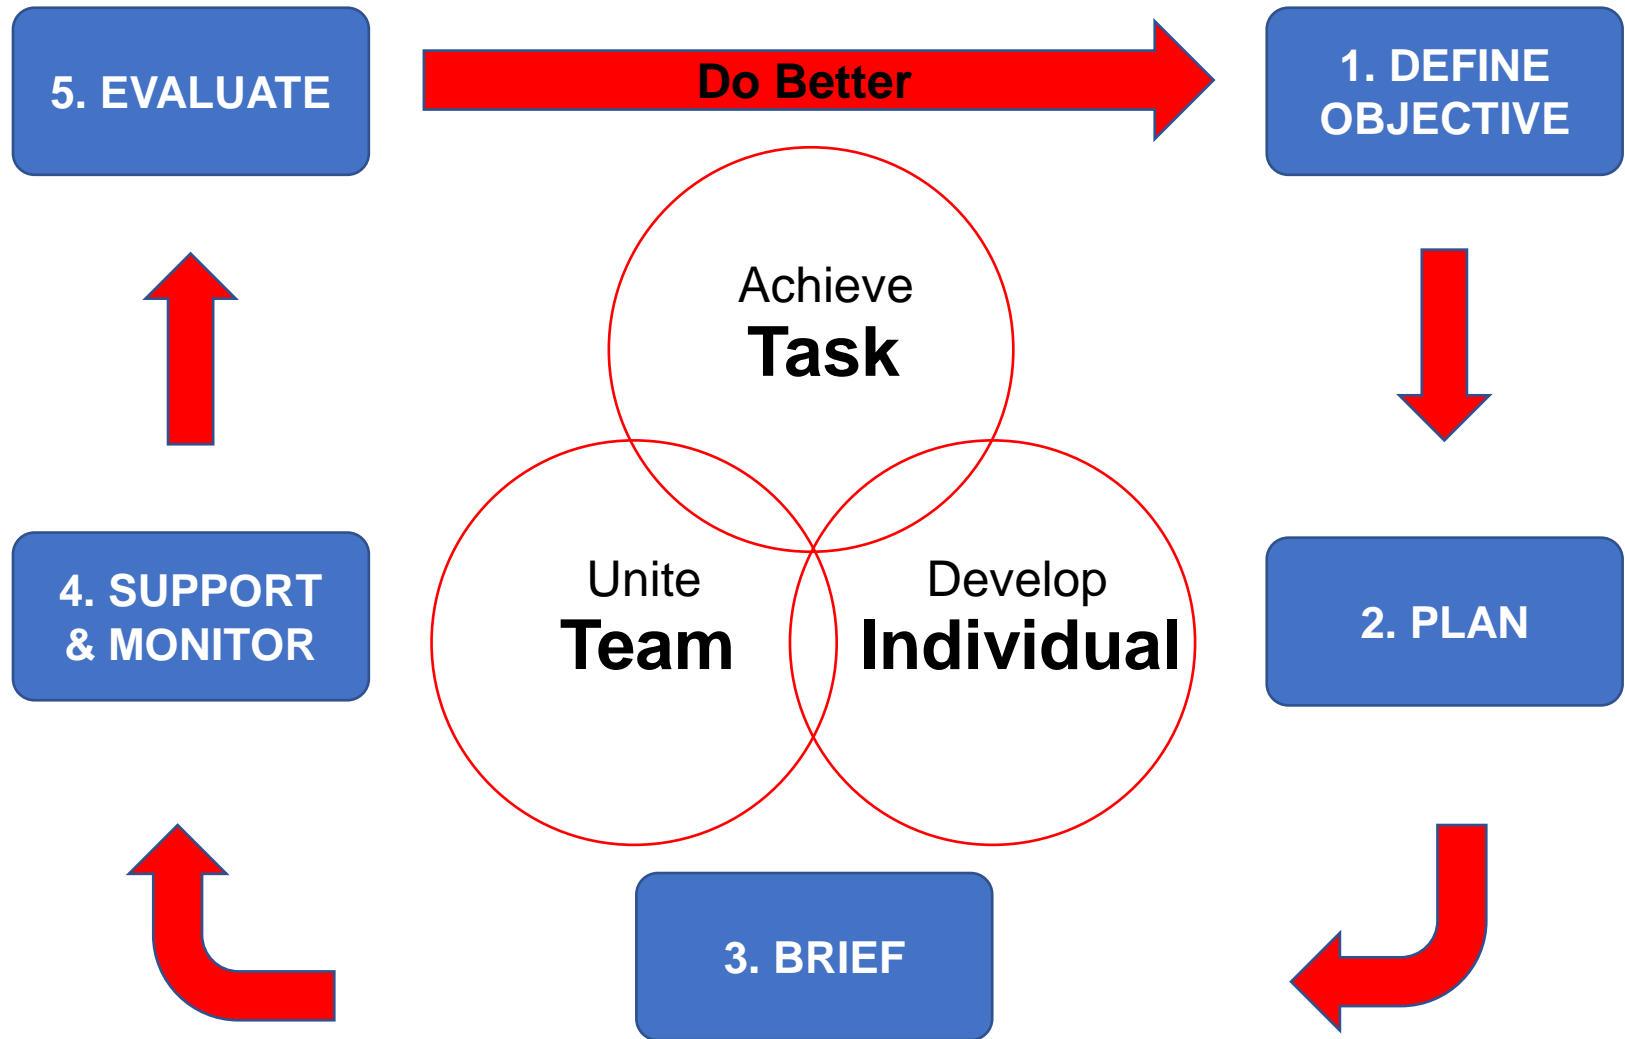 5. EVALUATE
Do Better
1. DEFINE
OBJECTIVE
Achieve
Task
Unite
Team
Develop
Individual
4. SUPPORT
& MONITOR
2. PLAN
3. BRIEF